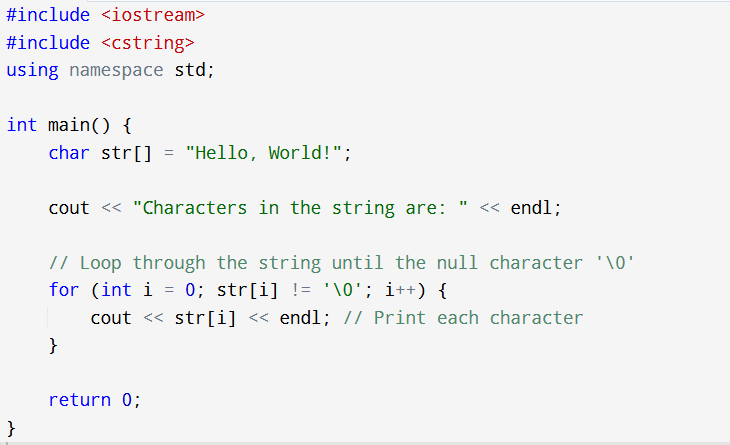 #include <iostream>
#include <cstring>
using namespace std;

int main() {
    char str[] = "Hello, World!";

    cout << "Characters in the string are: " << endl;

    // Loop through the string until the null character '\0'
    for (int i = 0; str[i] != '\0'; i++) {
        cout << str[i] << endl; // Print each character
    }

    return 0;
}